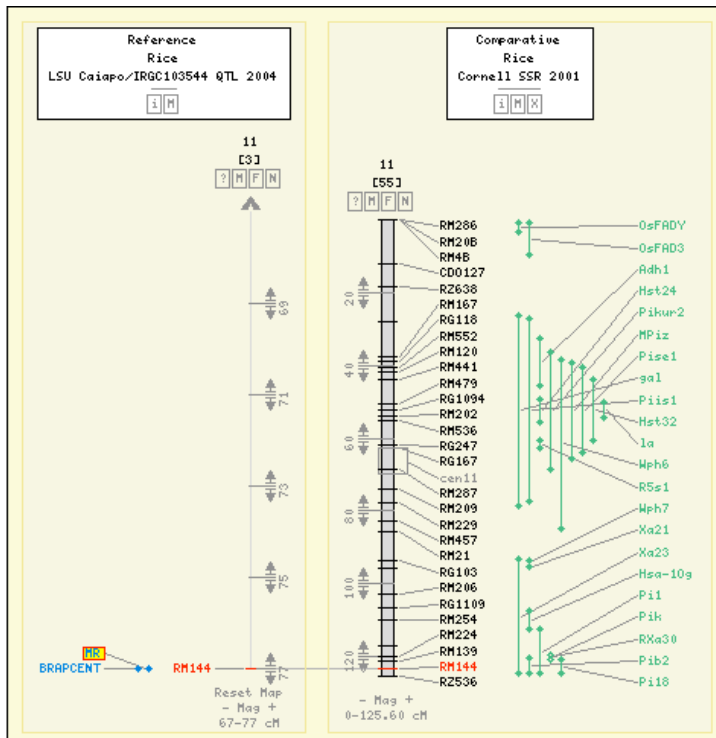 Reference
Rice
LSU Caiapo/IRGC103544 QTL 2004
i M
Comparative
Rice
Cornell SSR 2001
i M X
11
[3]
? M F N
69
71
73
75
77
MR
BRAPCENT
RM144
Reset Map
- Mag +
67-77 cM
11
[55]
? M F N
20
40
60
80
100
120
RM286
RM20B
RM4B
CDO127
RZ638
RM167
RG118
RM552
RM120
RM441
RM479
RG1094
RM202
RM536
RG247
RG167
cen11
RM287
RM209
RM229
RM457
RM21
RG103
RM206
RG1109
RM254
RM224
RM139
RM144
RZ536
- Mag +
0-125.60 cM
OsFADY
OsFAD3
Adh1
Hst24
Pikur2
MPiz
Pise1
gal
Piis1
Hst32
la
Wph6
R5s1
Wph7
Xa21
Xa23
Hsa-10g
Pi1
Pik
RXa30
Pib2
Pi18